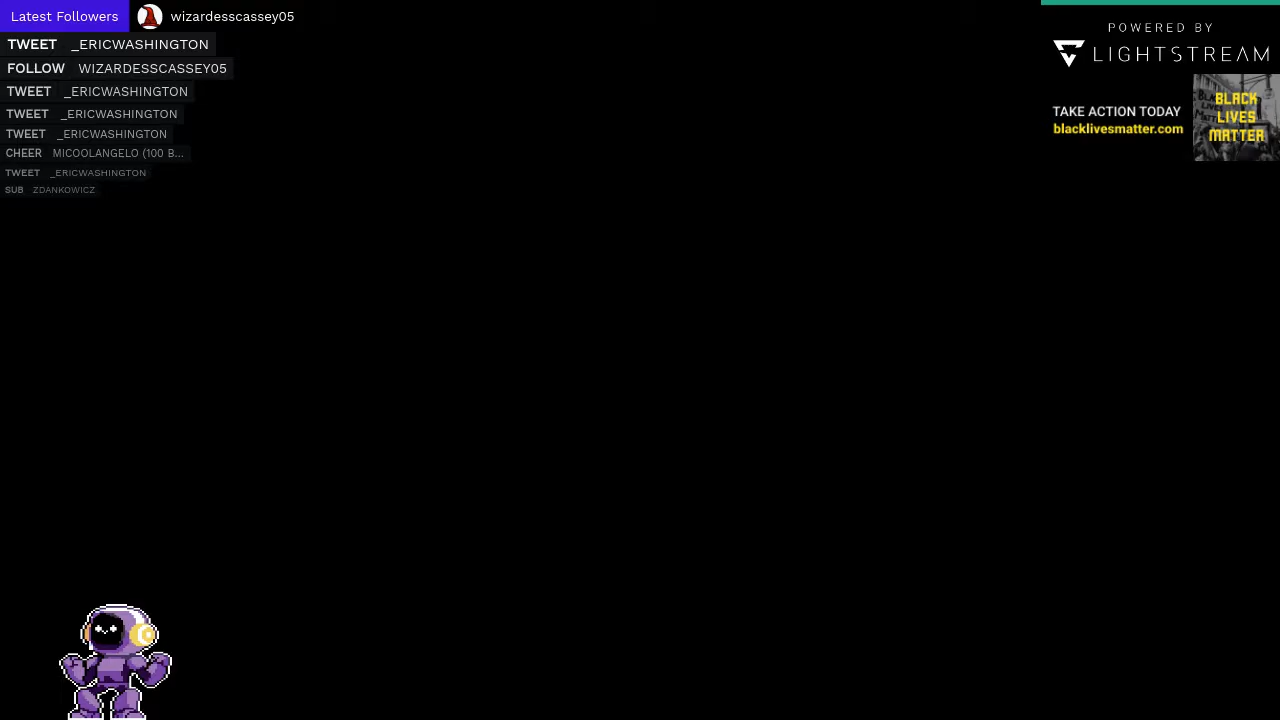 Latest Followers wizardesscassey05
TWEET _ERICWASHINGTON
FOLLOW WIZARDESSCASSEY05
TWEET _ERICWASHINGTON
TWEET _ERICWASHINGTON
TWEET _ERICWASHINGTON
CHEER MICOOLANGELO (100 B...
TWEET _ERICWASHINGTON
SUB ZDANKOWICZ
POWERED BY
LIGHTSTREAM
TAKE ACTION TODAY
blacklivesmatter.com
BLACK
LIVES
MATTER